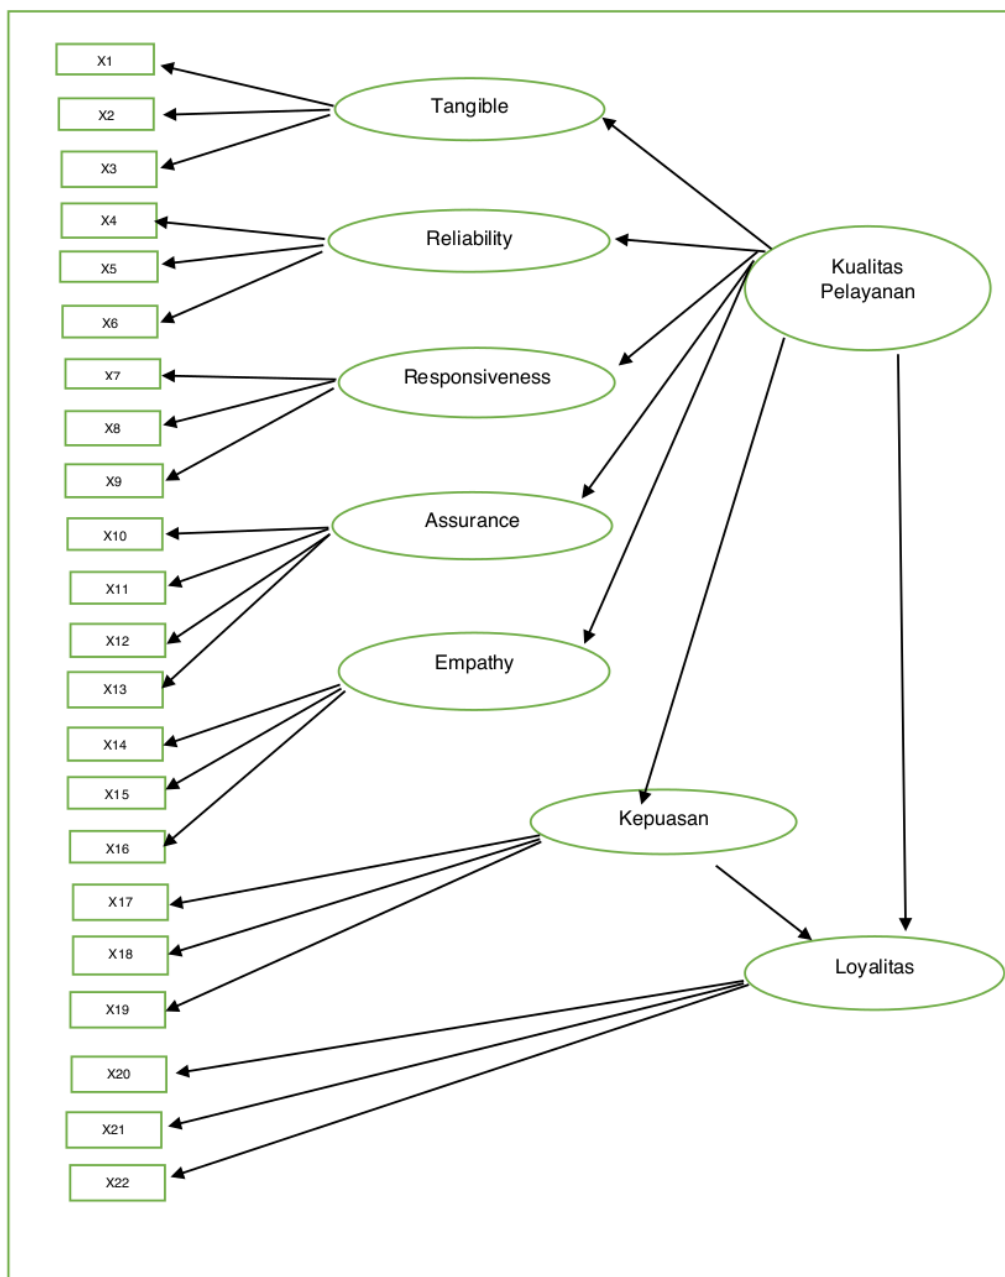 X1
Tangible
X2
X3
X4
Reliability
X5
X6
Kualitas
Pelayanan
X7
Responsiveness
X8
X9
X10
Assurance
X11
X12
X13
Empathy
X14
X15
X16
Kepuasan
X17
X18
X19
Loyalitas
X20
X21
X22